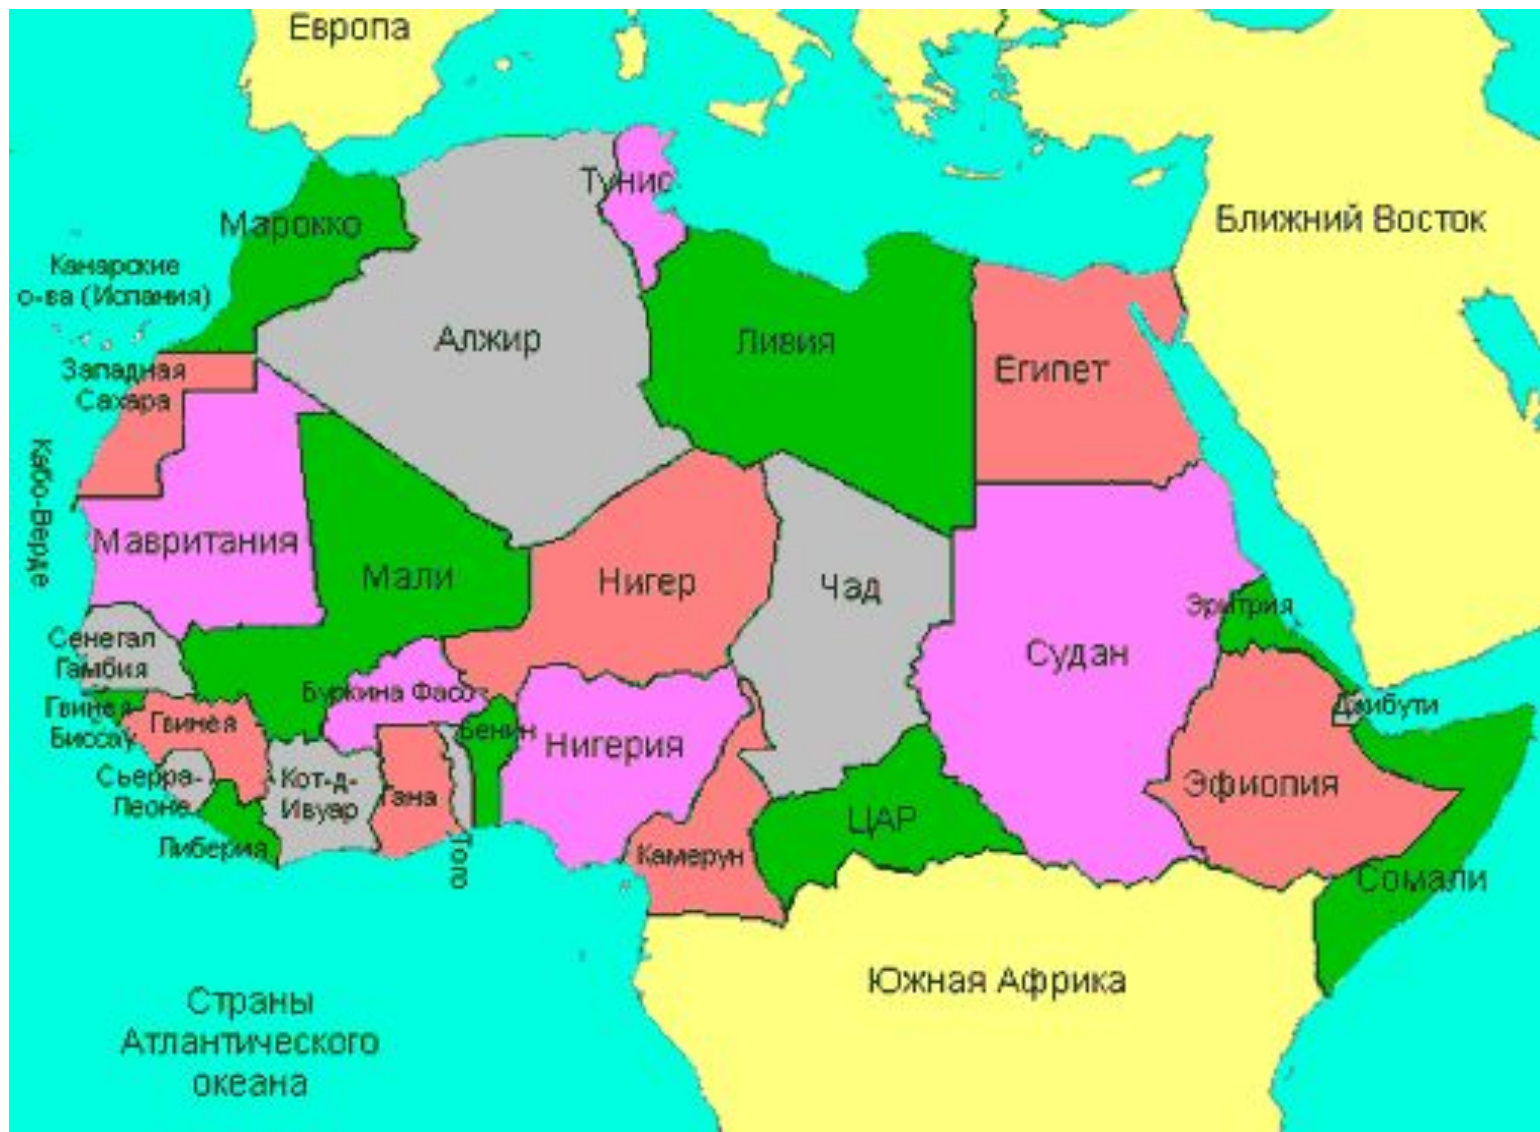 Европа
Тунис
Марокко
Ближний Восток
Канарские
о-ва (Испания)
Алжир
Ливия
Египет
Западная
Сахара
Кабо-Верде
Мавритания
Мали
Нигер
Чад
Эритрия
Судан
Сенегал
Гамбия
Буркина Фасо
Гвинея-
Биссау
Гвинея
Бенин
Нигерия
Джибути
Сьерра-
Леоне
Кот-д-
Ивуар
Гана
Эфиопия
ЦАР
Либерия
Того
Камерун
Сомали
Южная Африка
Страны
Атлантического
океана